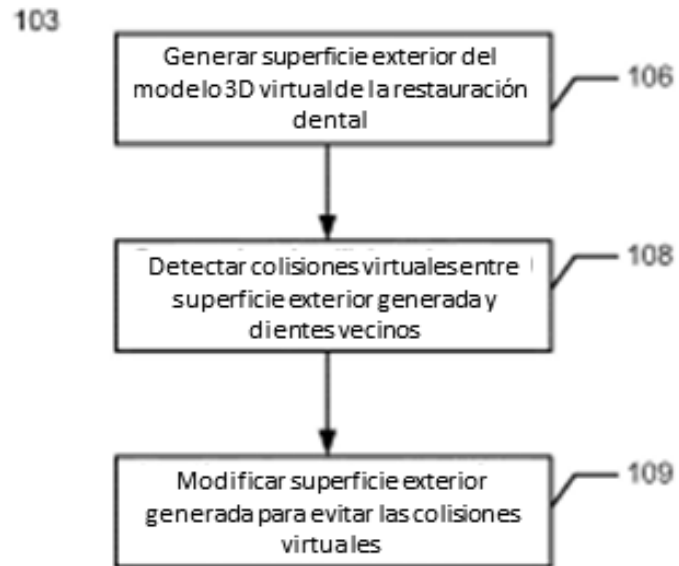 103
Generar superficie exterior del
modelo 3D virtual de la restauración
dental
106
Detectar colisiones virtuales entre
superficie exterior generada y
dientes vecinos
108
Modificar superficie exterior
generada para evitar las colisiones
virtuales
109